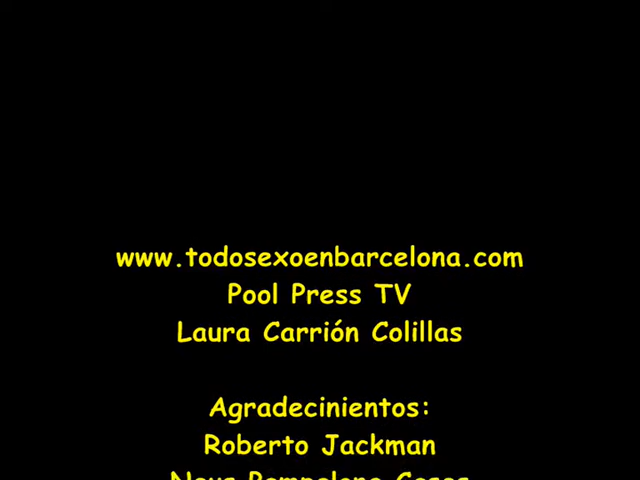 www.todosexoenbarcelona.com
Pool Press TV
Laura Carrión Colillas
Agradecinientos:
Roberto Jackman